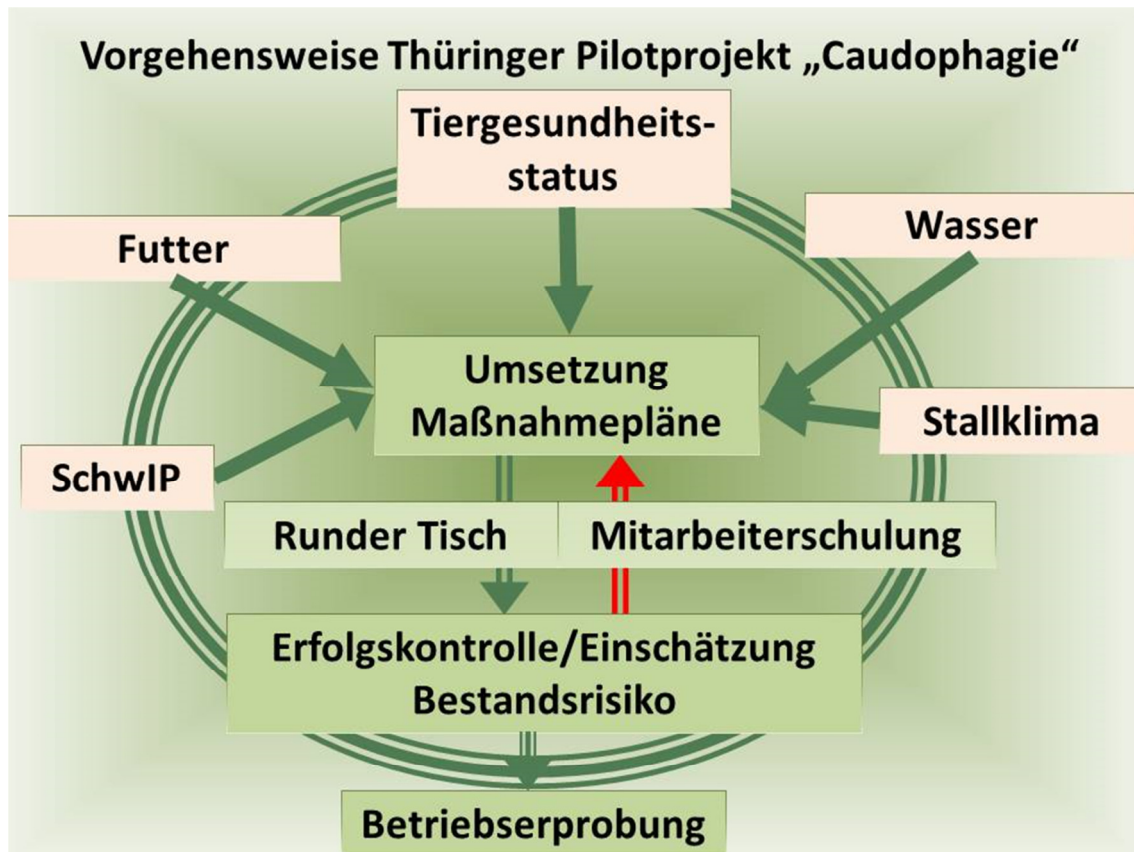 Vorgehensweise Thüringer Pilotprojekt „Caudophagie“
Tiergesundheits-
status
Futter
Wasser
Umsetzung
Maßnahmepläne
Stallklima
SchwIP
Runder Tisch
Mitarbeiterschulung
Erfolgskontrolle/Einschätzung
Bestandsrisiko
Betriebserprobung